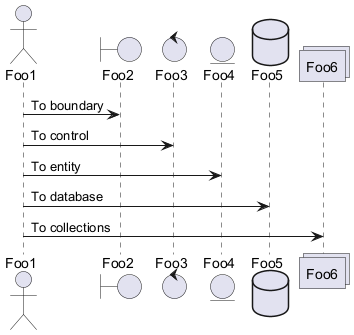 Foo1 Foo2 Foo3 Foo4 Foo5 Foo6
To boundary
To control
To entity
To database
To collections
Foo1 Foo2 Foo3 Foo4 Foo5 Foo6